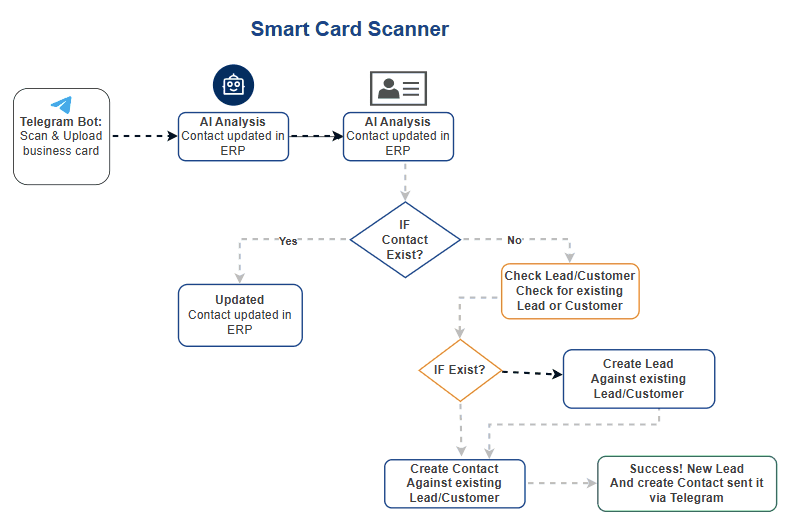 Smart Card Scanner
Telegram Bot:
Scan & Upload
business card
AI Analysis
Contact updated in
ERP
AI Analysis
Contact updated in
ERP
IF
Contact
Exist?
Yes
No
Updated
Contact updated in
ERP
Check Lead/Customer
Check for existing
Lead or Customer
IF Exist?
Create Lead
Against existing
Lead/Customer
Create Contact
Against existing
Lead/Customer
Success! New Lead
And create Contact sent it
via Telegram